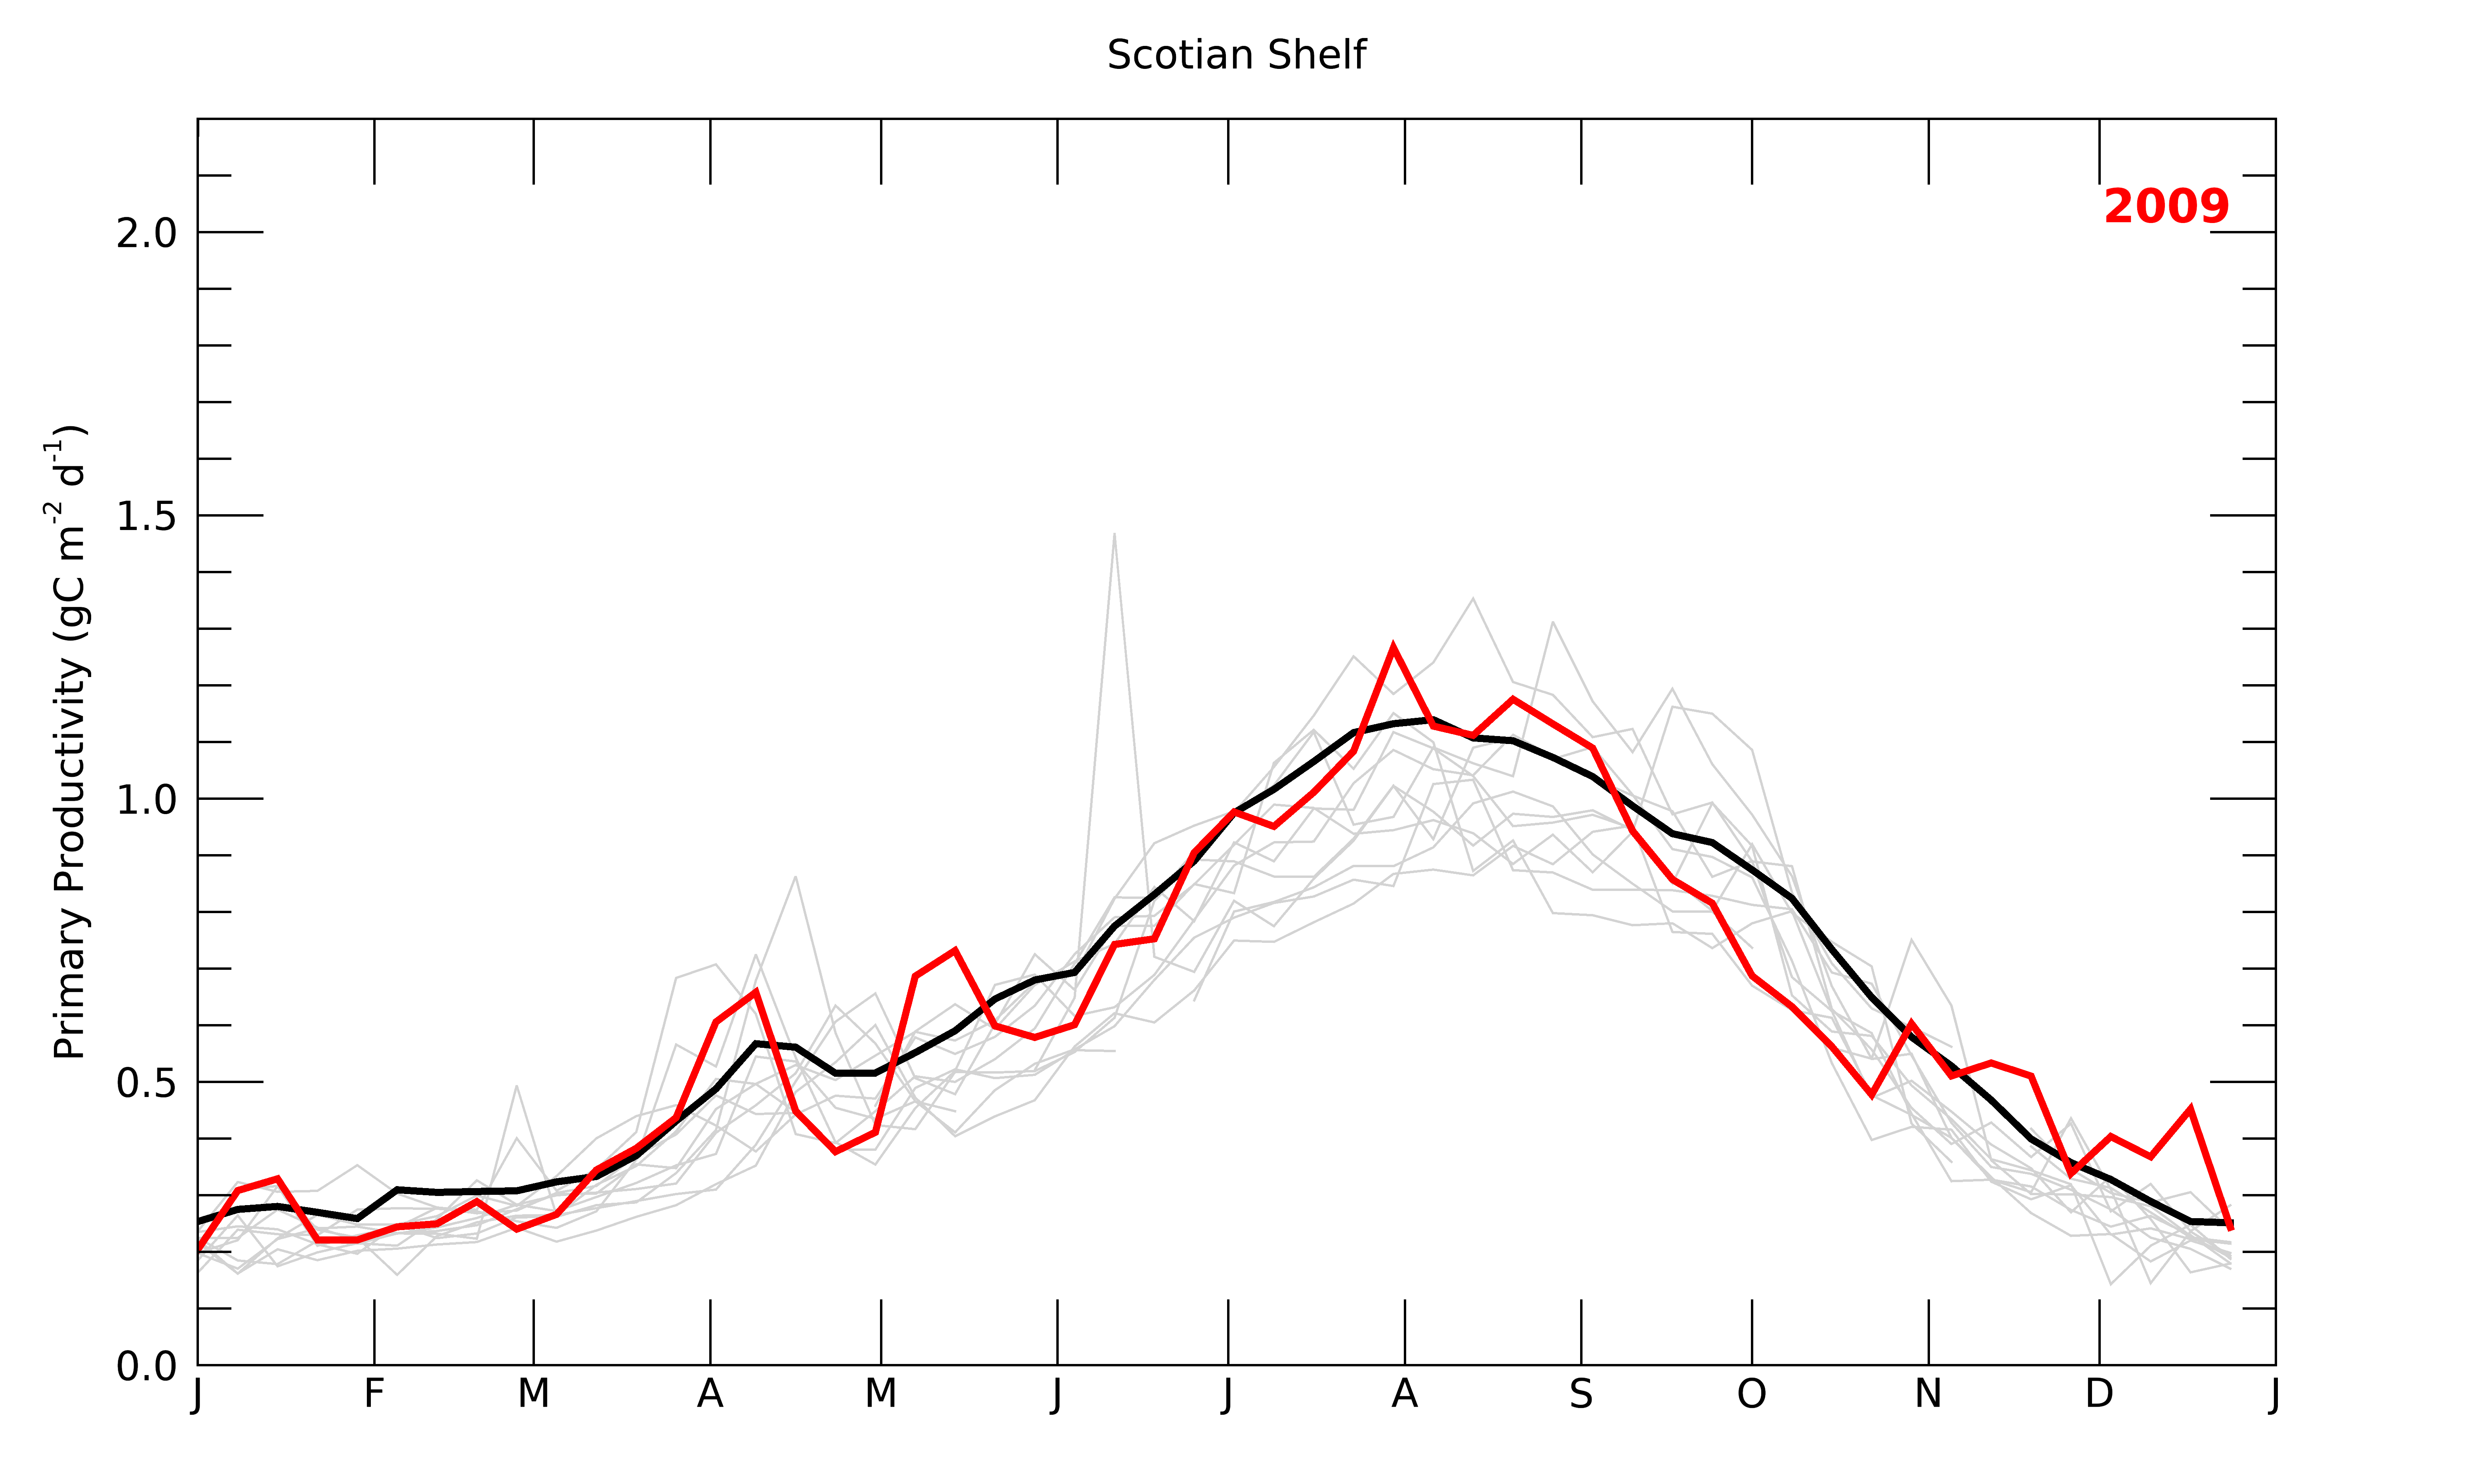 Scotian Shelf
2009
Primary Productivity (gC m⁻² d⁻¹)
2.0
1.5
1.0
0.5
0.0
J F M A M J J A S O N D J